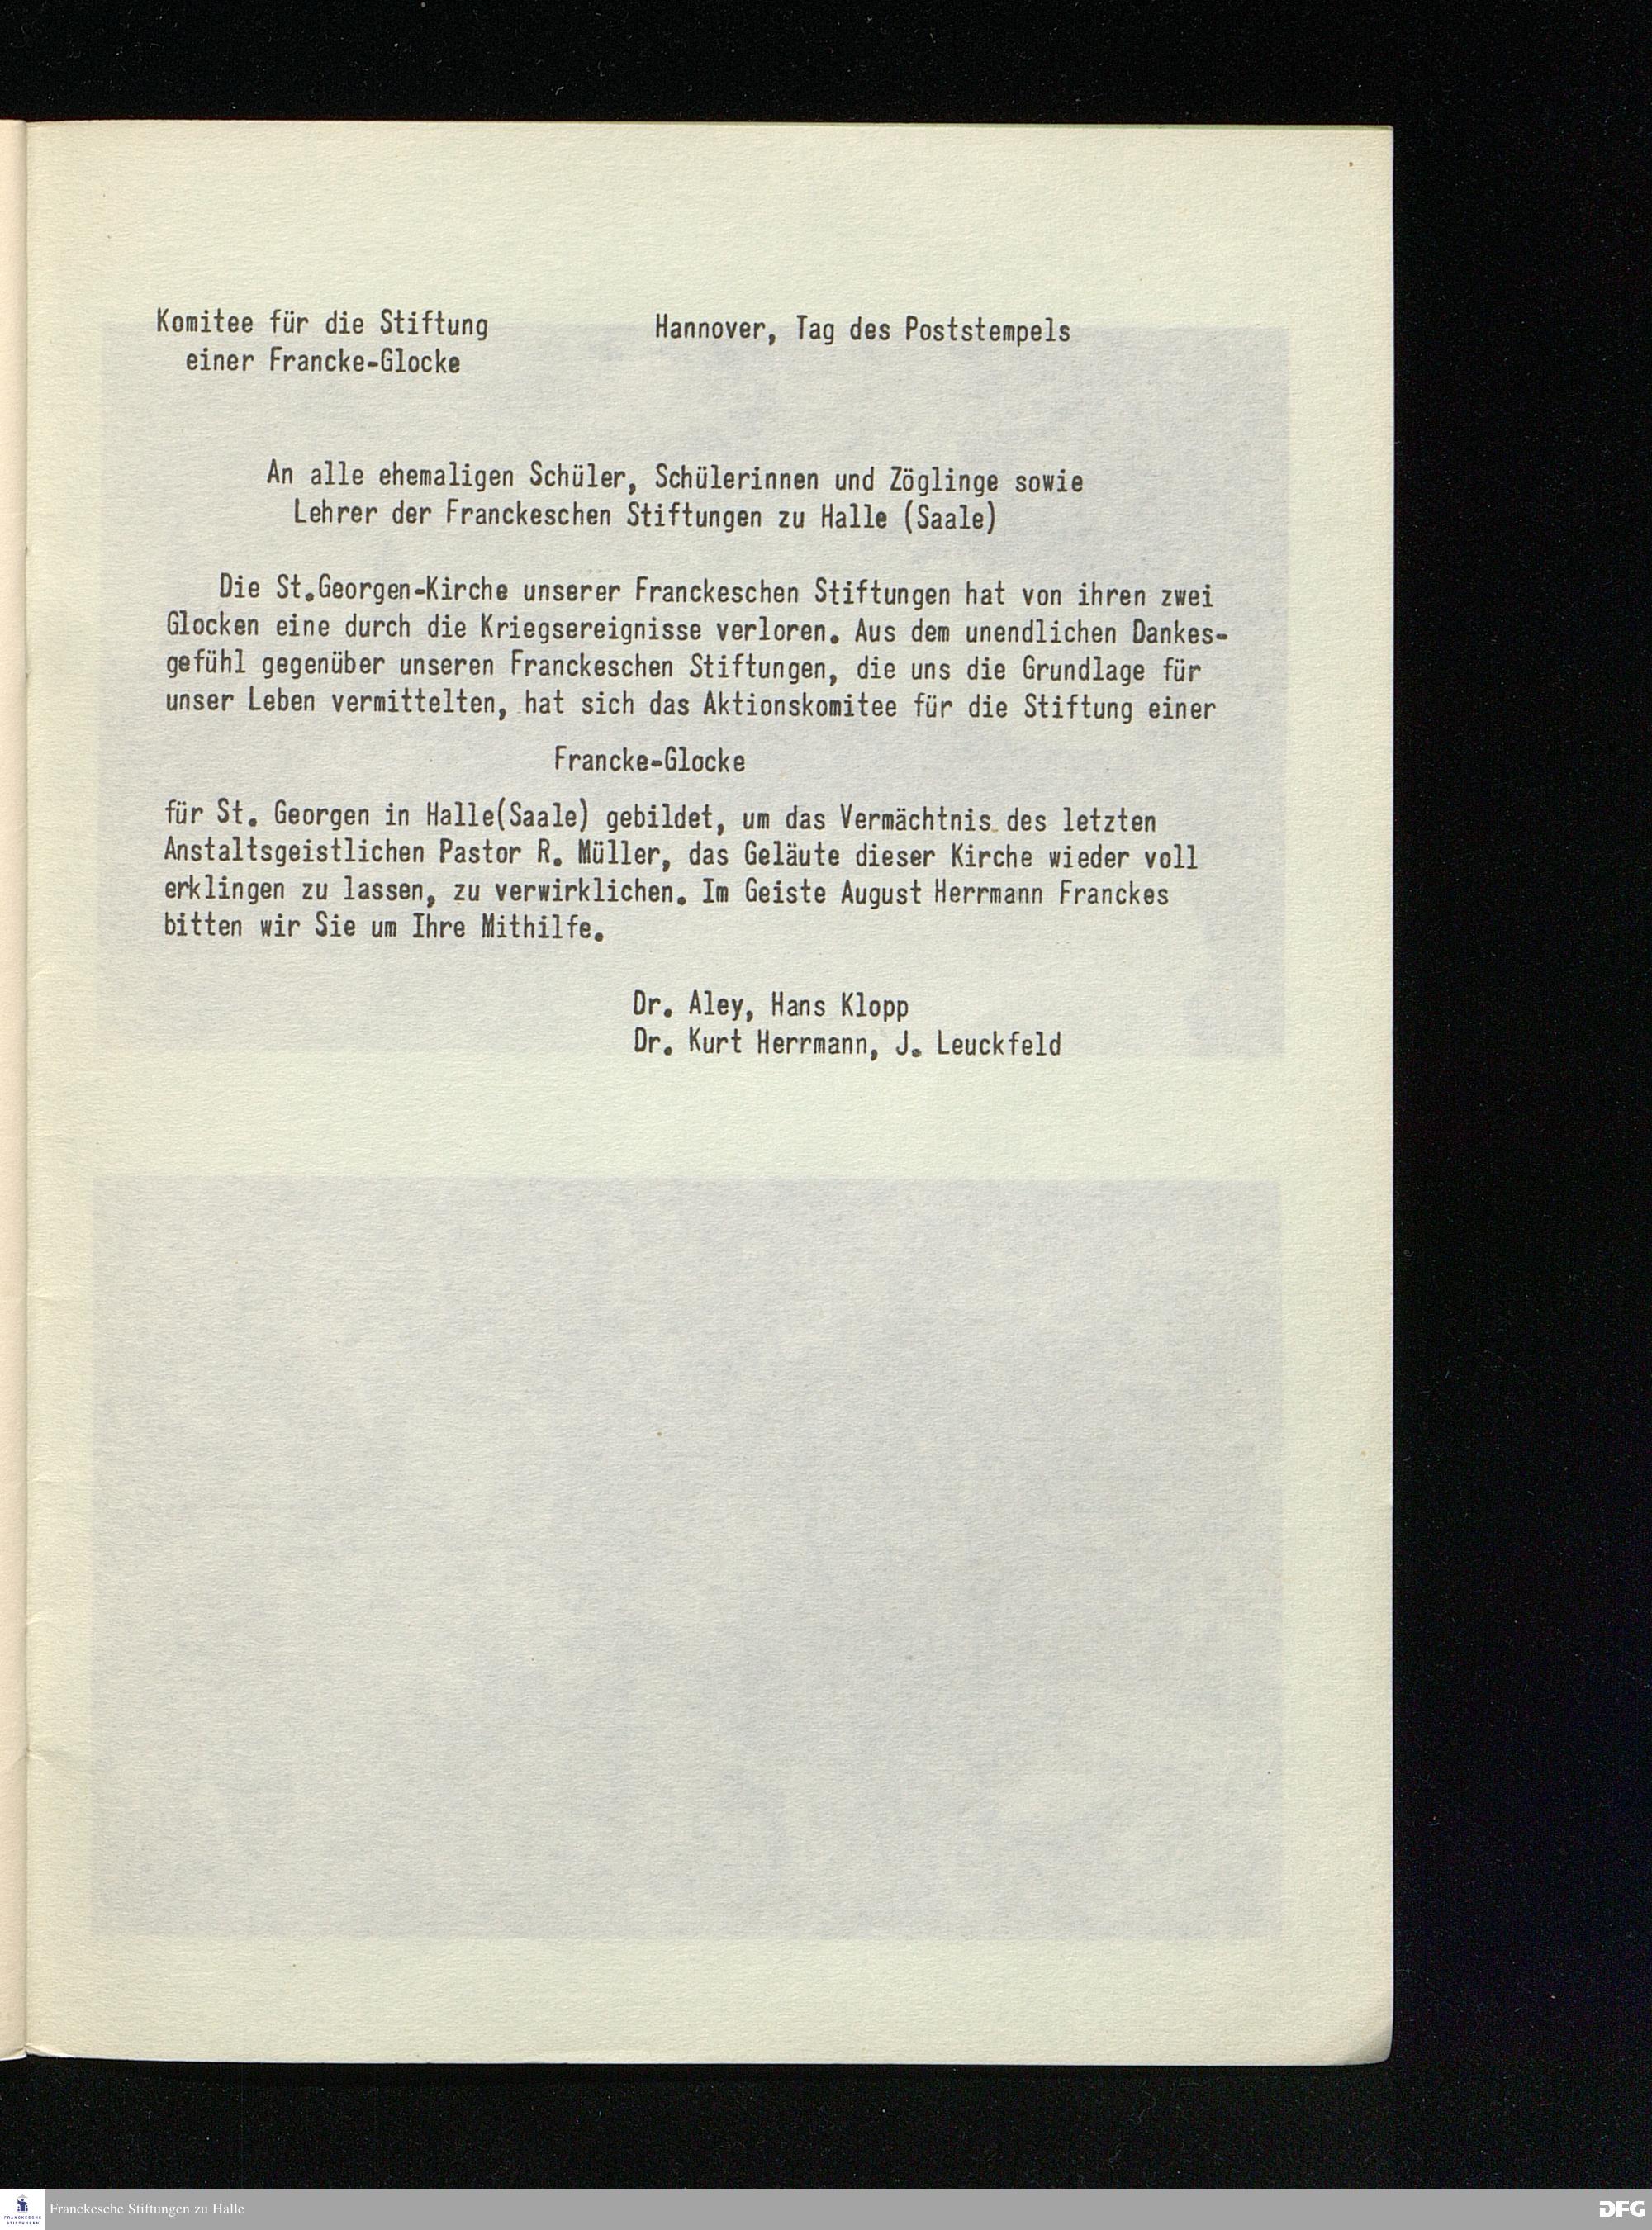 Komitee für die Stiftung
einer Francke-Glocke
Hannover, Tag des Poststempels
An alle ehemaligen Schüler, Schülerinnen und Zöglinge sowie
Lehrer der Franckeschen Stiftungen zu Halle (Saale)
Die St.Georgen-Kirche unserer Franckeschen Stiftungen hat von ihren zwei
Glocken eine durch die Kriegsereignisse verloren. Aus dem unendlichen Dankes-
gefühl gegenüber unseren Franckeschen Stiftungen, die uns die Grundlage für
unser Leben vermittelten, hat sich das Aktionskomitee für die Stiftung einer
Francke-Glocke
für St. Georgen in Halle(Saale) gebildet, um das Vermächtnis des letzten
Anstaltsgeistlichen Pastor R. Müller, das Geläute dieser Kirche wieder voll
erklingen zu lassen, zu verwirklichen. Im Geiste August Herrmann Franckes
bitten wir Sie um Ihre Mithilfe.
Dr. Aley, Hans Klopp
Dr. Kurt Herrmann, J. Leuckfeld
FRANCKESCHE
STIFTUNGEN
Franckesche Stiftungen zu Halle
DFG